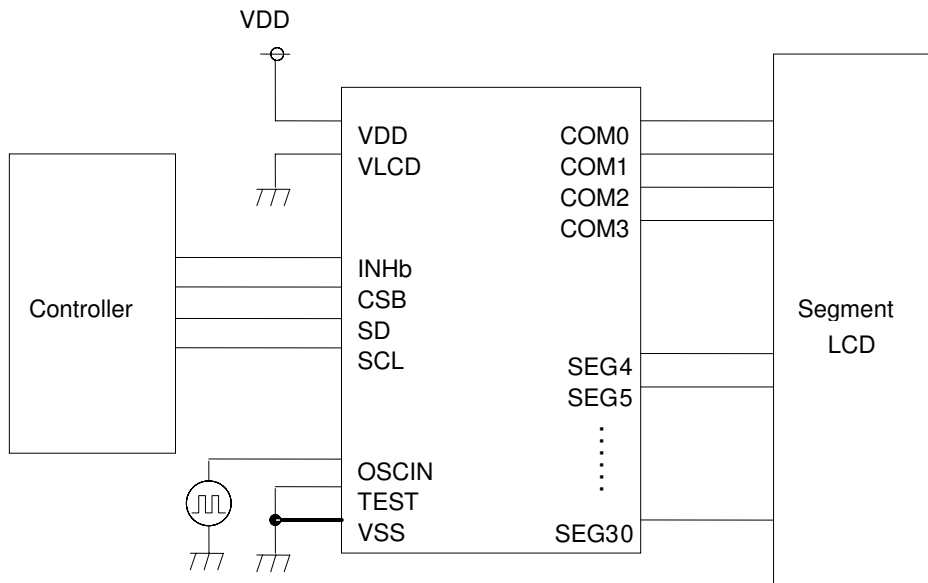 VDD
VDD
VLCD
INHb
CSB
SD
SCL
OSCIN
TEST
VSS
COM0
COM1
COM2
COM3
SEG4
SEG5
SEG30
Controller
Segment
LCD